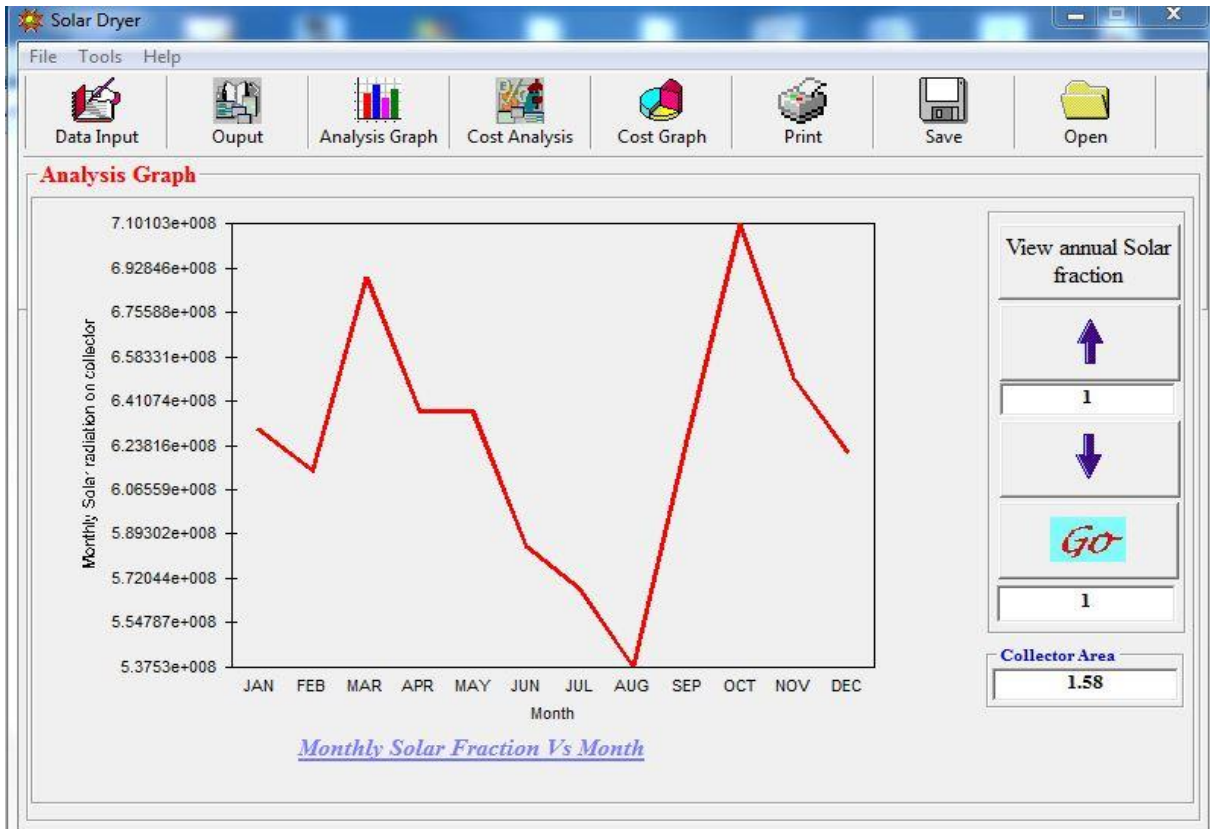 Solar Dryer
X
File Tools Help
Data Input Ouput Analysis Graph Cost Analysis Cost Graph Print Save Open
Analysis Graph
7.10103e+008
6.92846e+008
6.75588e+008
6.58331e+008
6.41074e+008
6.23816e+008
6.06559e+008
5.89302e+008
5.72044e+008
5.54787e+008
5.3753e+008
Monthly Solar radiation on collector
JAN FEB MAR APR MAY JUN JUL AUG SEP OCT NOV DEC
Month
Monthly Solar Fraction Vs Month
View annual Solar
fraction
1
Go
1
Collector Area
1.58